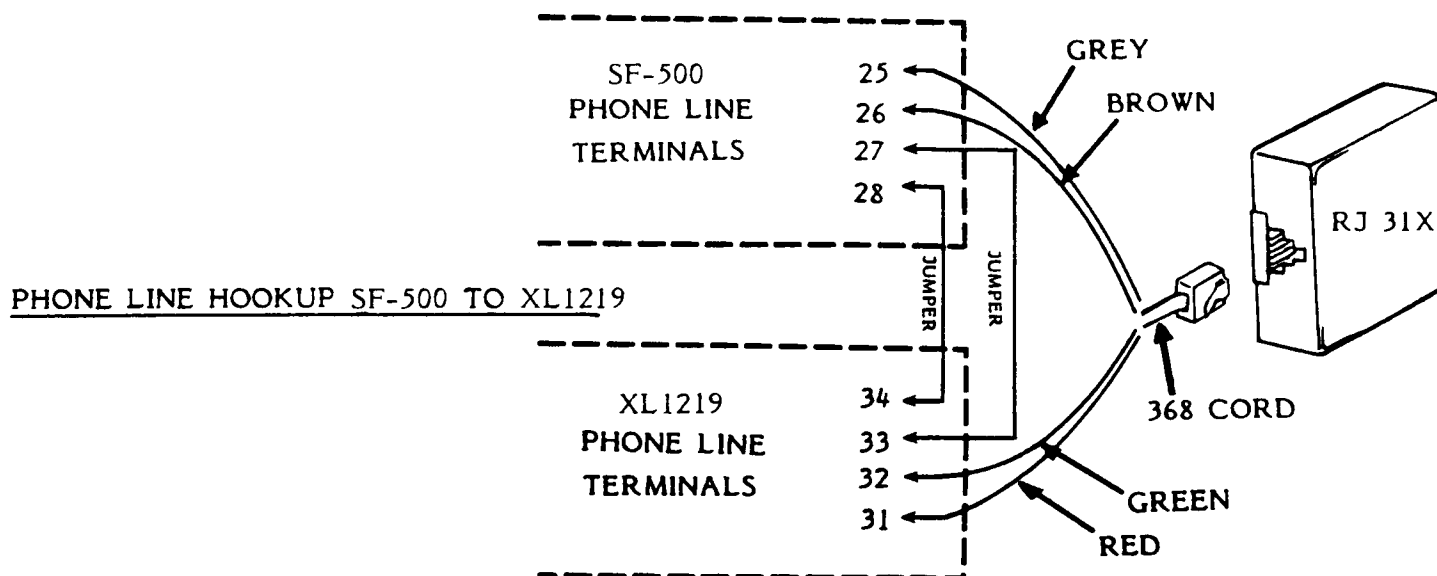 SF-500
PHONE LINE
TERMINALS
25
26
27
28
GREY
BROWN
RJ 31X
JUMPER
JUMPER
PHONE LINE HOOKUP SF-500 TO XL1219
XL1219
PHONE LINE
TERMINALS
34
33
32
31
368 CORD
GREEN
RED